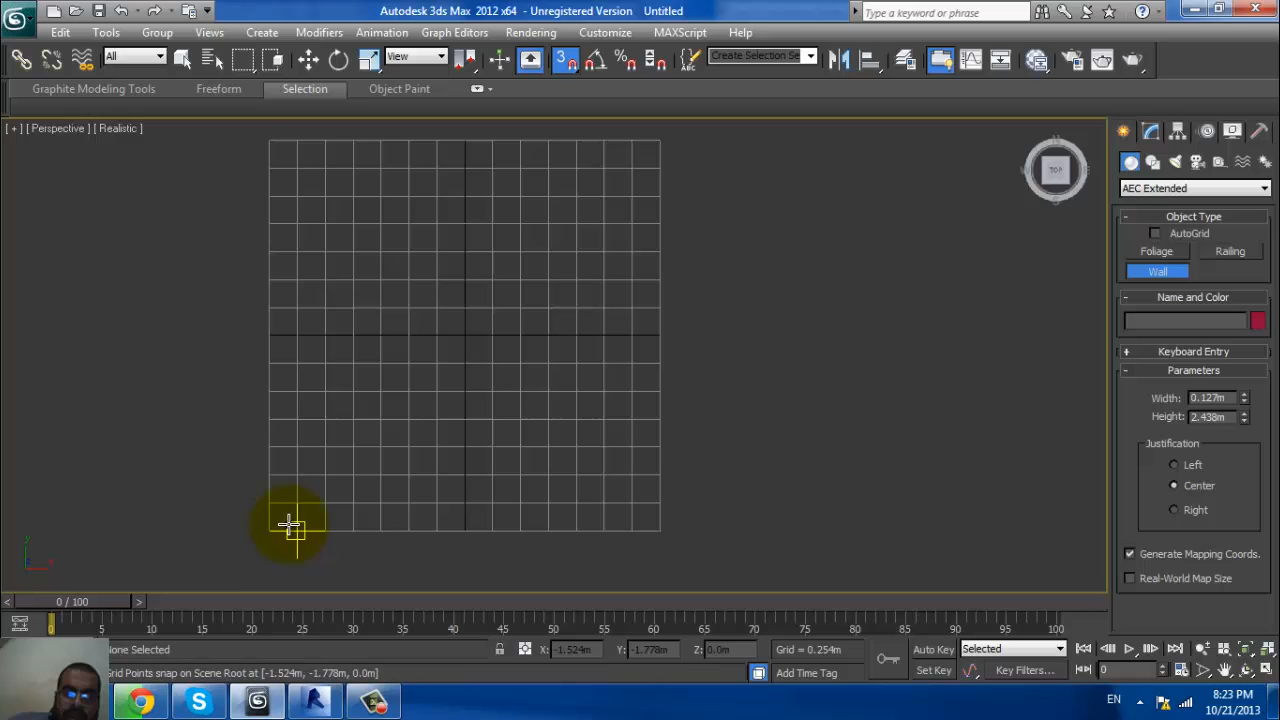 Autodesk 3ds Max 2012 x64 - Unregistered Version Untitled
Type a keyword or phrase
Edit Tools Group Views Create Modifiers Animation Graph Editors Rendering Customize MAXScript Help
All View 3 Create Selection Se
Graphite Modeling Tools Freeform Selection Object Paint
[ + ] [ Perspective ] [ Realistic ]
TOP
AEC Extended
- Object Type
AutoGrid
Foliage Railing
Wall
- Name and Color
+ Keyboard Entry
- Parameters
Width: 0.127m
Height: 2.438m
Justification
Left
Center
Right
Generate Mapping Coords.
Real-World Map Size
y
x
< 0 / 100 >
0 5 10 15 20 25 30 35 40 45 50 55 60 65 70 75 80 85 90 95 100
None Selected X: -1.524m Y: -1.778m Z: 0.0m Grid = 0.254m Auto Key Selected
Grid Points snap on Scene Root at [-1.524m, -1.778m, 0.0m] Add Time Tag Set Key Key Filters... 0
EN 8:23 PM
10/21/2013